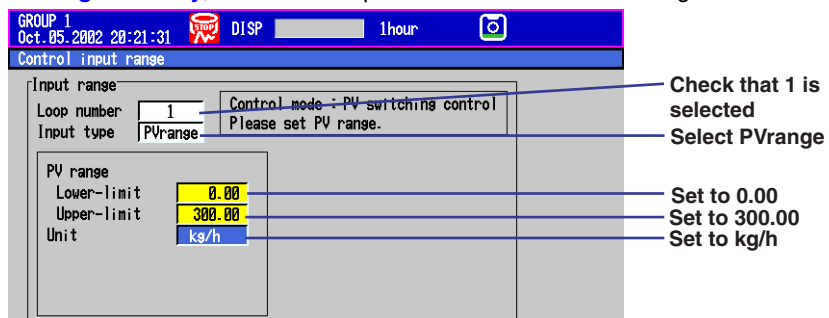 GROUP 1
Oct.05.2002 20:21:31 STOP DISP 1hour
Control input range
Input range
Loop number 1
Input type PVrange
Control mode : PV switching control
Please set PV range.
PV range
Lower-limit 0.00
Upper-limit 300.00
Unit kg/h
Check that 1 is
selected
Select PVrange
Set to 0.00
Set to 300.00
Set to kg/h